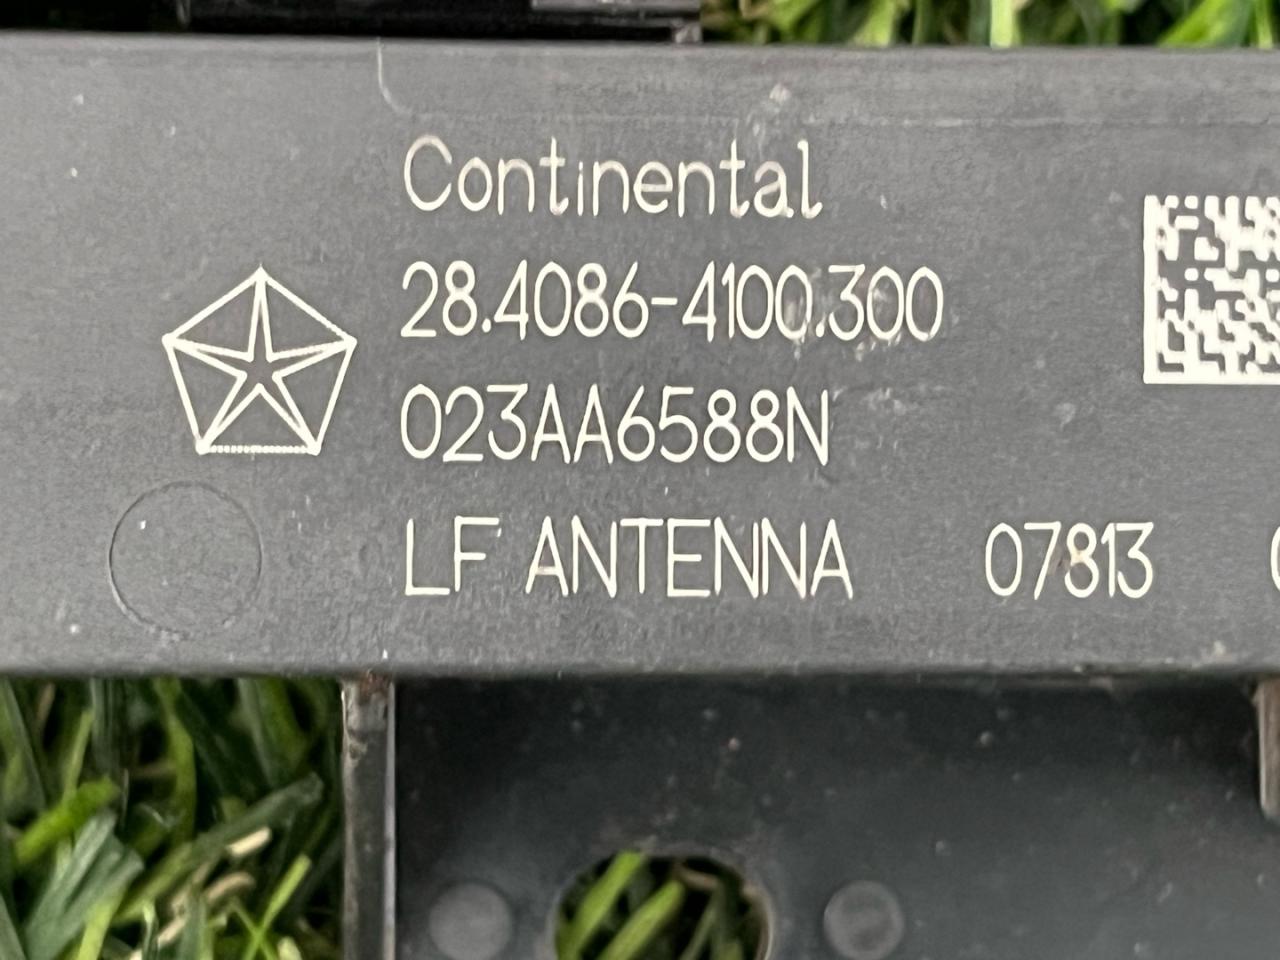 Continental
28.4086-4100.300
023AA6588N
LF ANTENNA 07813